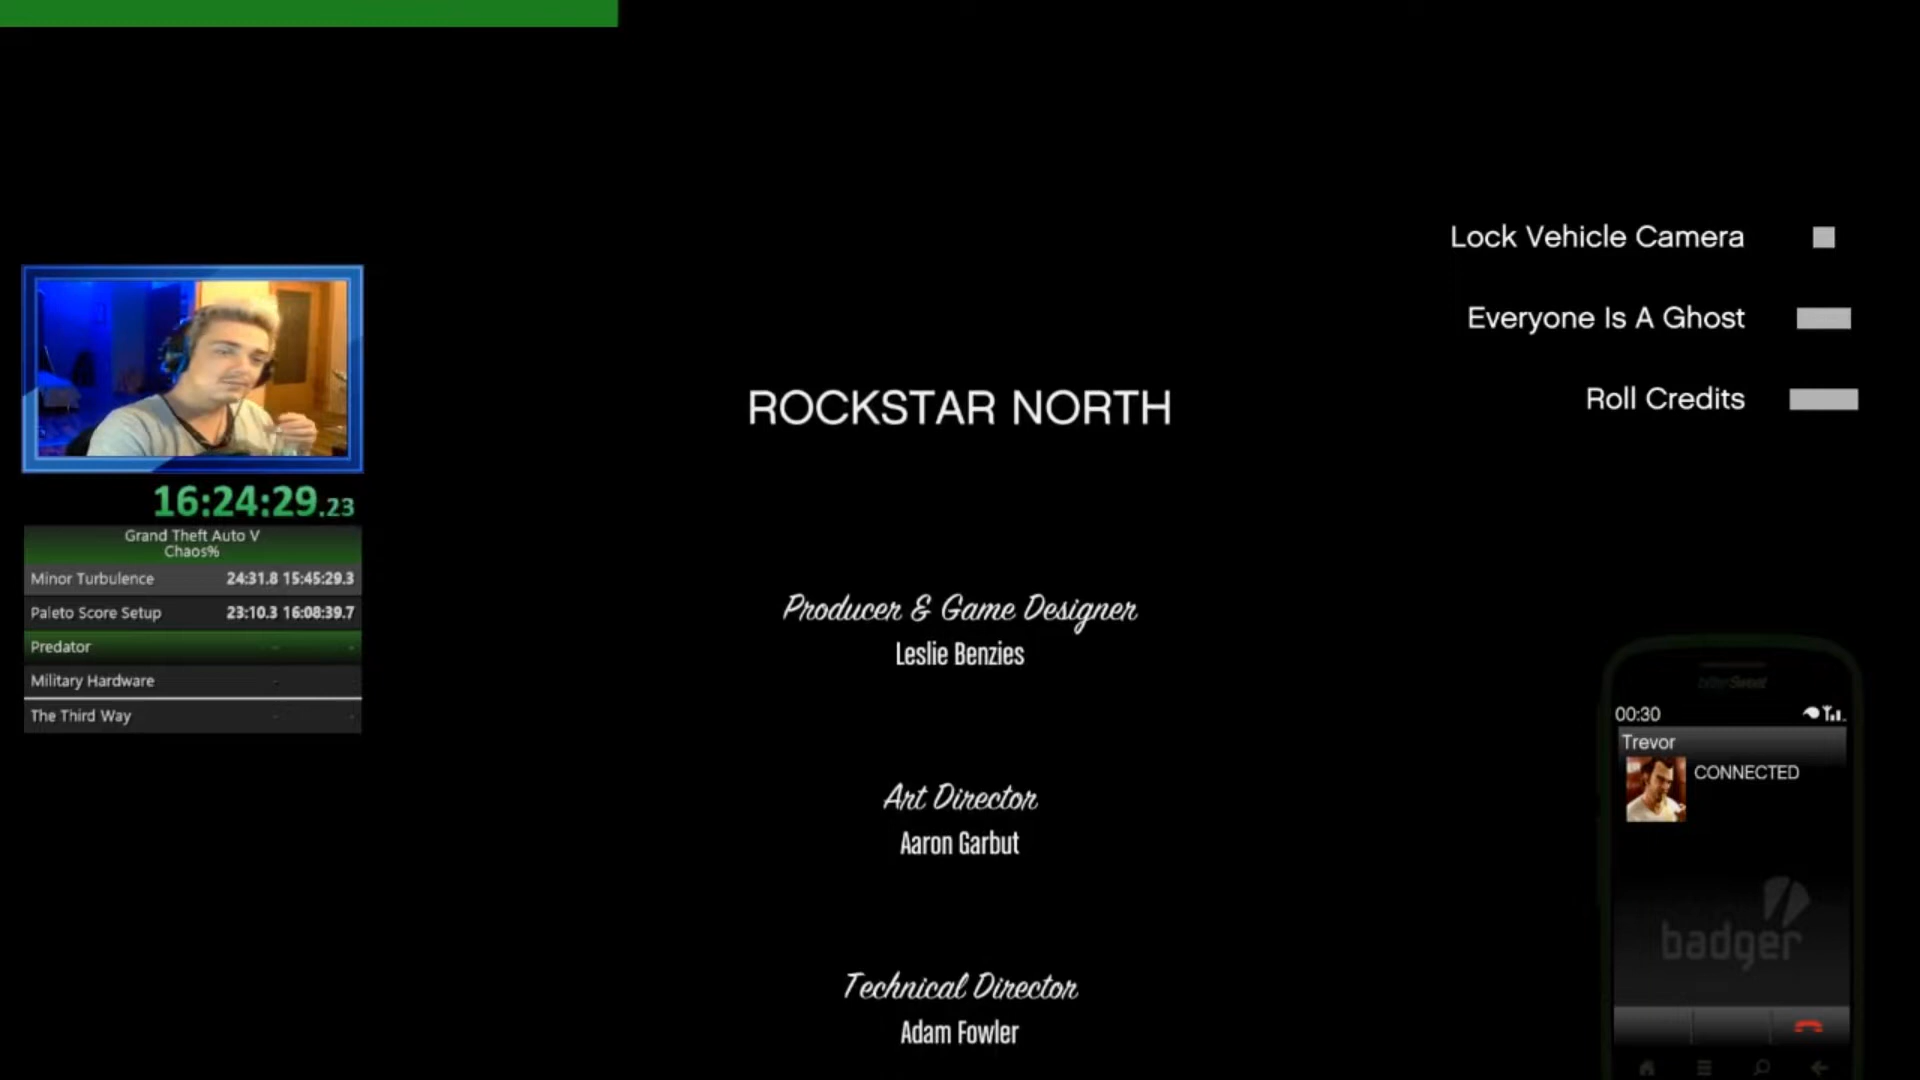 Lock Vehicle Camera
Everyone Is A Ghost
Roll Credits
ROCKSTAR NORTH
Producer & Game Designer
Leslie Benzies
Art Director
Aaron Garbut
Technical Director
Adam Fowler
16:24:29.23
Grand Theft Auto V
Chaos%
Minor Turbulence 24:31.8 15:45:29.3
Paleto Score Setup 23:10.3 16:08:39.7
Predator - -
Military Hardware -
The Third Way - -
bitterSweet
00:30
Trevor
CONNECTED
badger